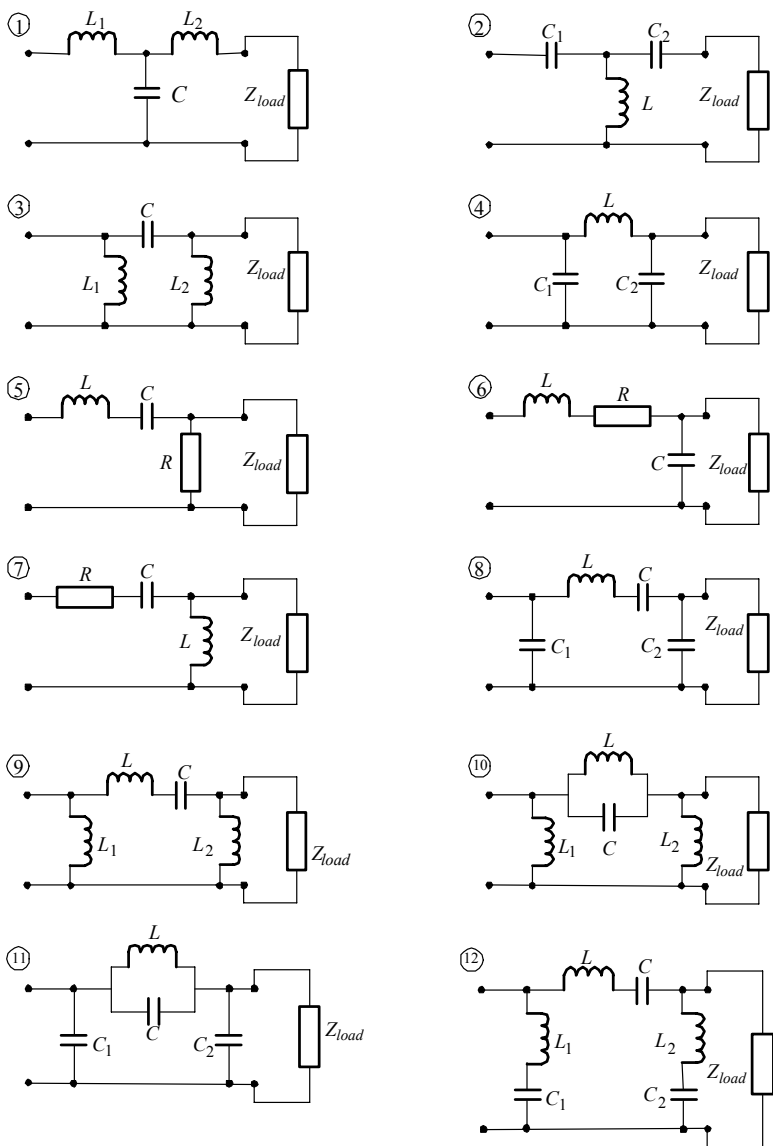 1 L1 L2
C Zload
2 C1 C2
L Zload
3 C
L1 L2 Zload
4 L
C1 C2 Zload
5 L C
R Zload
6 L R
C Zload
7 R C
L Zload
8 L C
C1 C2 Zload
9 L C
L1 L2 Zload
10 L
L1 C L2 Zload
11 L
C1 C C2 Zload
12 L C
L1 L2
C1 C2 Zload